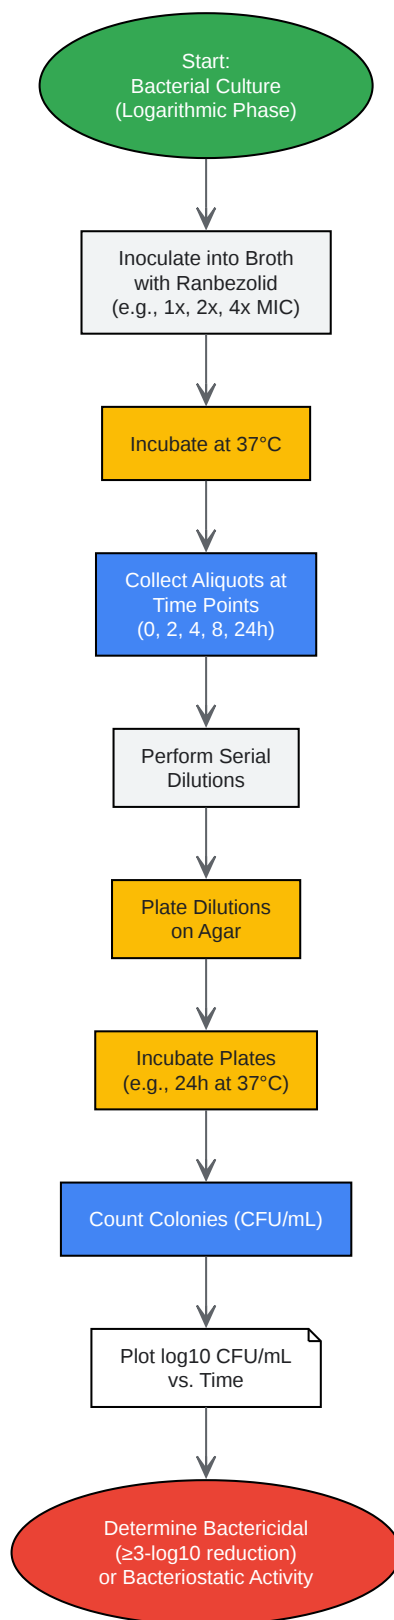 Start:
Bacterial Culture
(Logarithmic Phase)
Inoculate into Broth
with Ranbezolid
(e.g., 1x, 2x, 4x MIC)
Incubate at 37°C
Collect Aliquots at
Time Points
(0, 2, 4, 8, 24h)
Perform Serial
Dilutions
Plate Dilutions
on Agar
Incubate Plates
(e.g., 24h at 37°C)
Count Colonies (CFU/mL)
Plot log10 CFU/mL
vs. Time
Determine Bactericidal
(≥3-log10 reduction)
or Bacteriostatic Activity